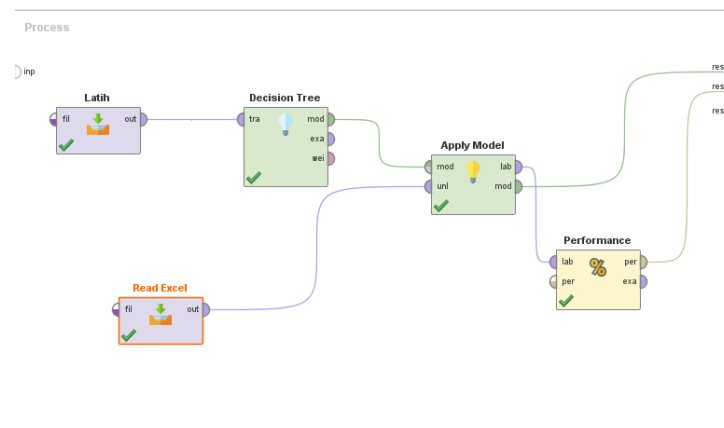 Process
inp
res
res
res
Latih
fil out
Decision Tree
tra mod
exa
wei
Apply Model
mod lab
unl mod
Performance
lab per
per exa
%
Read Excel
fil out